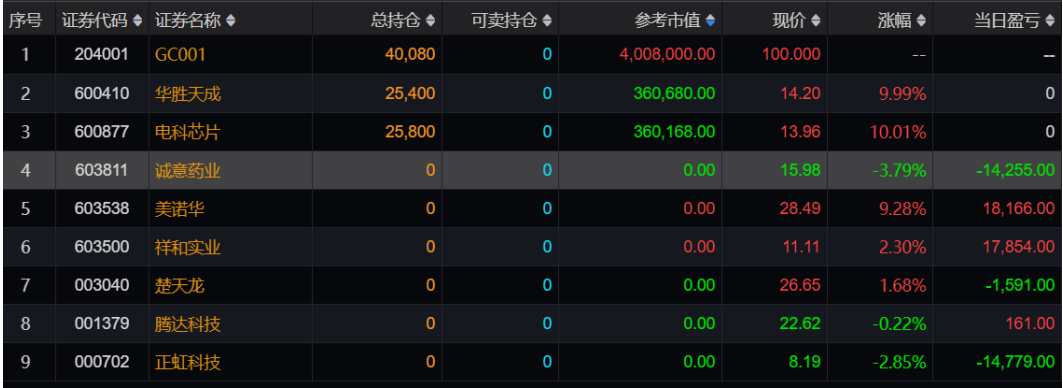 序号 证券代码 证券名称 总持仓 可卖持仓 参考市值 现价 涨幅 当日盈亏
1 204001 GC001 40,080 0 4,008,000.00 100.000 -- --
2 600410 华胜天成 25,400 0 360,680.00 14.20 9.99% 0
3 600877 电科芯片 25,800 0 360,168.00 13.96 10.01% 0
4 603811 诚意药业 0 0 0.00 15.98 -3.79% -14,255.00
5 603538 美诺华 0 0 0.00 28.49 9.28% 18,166.00
6 603500 祥和实业 0 0 0.00 11.11 2.30% 17,854.00
7 003040 楚天龙 0 0 0.00 26.65 1.68% -1,591.00
8 001379 腾达科技 0 0 0.00 22.62 -0.22% 161.00
9 000702 正虹科技 0 0 0.00 8.19 -2.85% -14,779.00